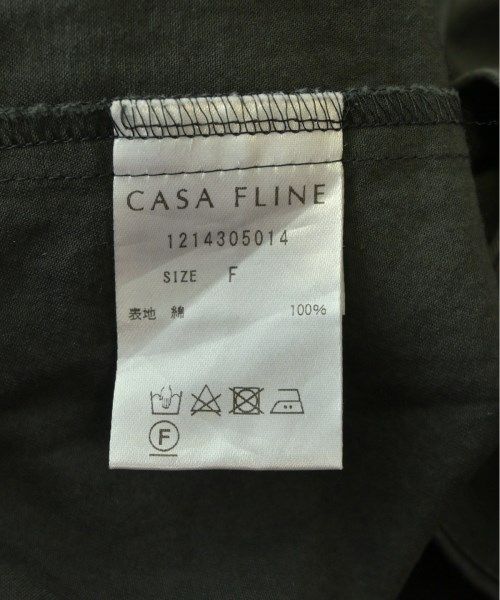 CASA FLINE
1214305014
SIZE F
表地 綿 100%
F